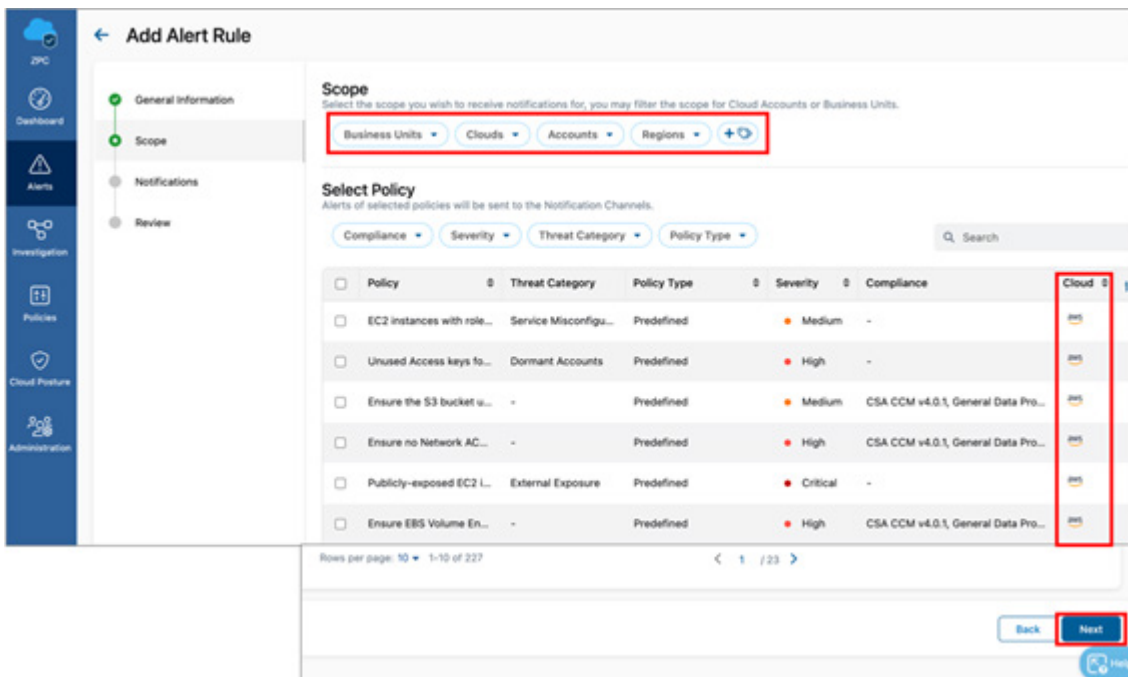 ZPC
Dashboard
Alerts
Investigation
Policies
Cloud Posture
Administration
Add Alert Rule
General Information
Scope
Notifications
Review
Scope
Select the scope you wish to receive notifications for, you may filter the scope for Cloud Accounts or Business Units.
Business Units Clouds Accounts Regions +
Select Policy
Alerts of selected policies will be sent to the Notification Channels.
Compliance Severity Threat Category Policy Type Search
Policy Threat Category Policy Type Severity Compliance Cloud
EC2 instances with role... Service Misconfigu... Predefined Medium - aws
Unused Access keys fo... Dormant Accounts Predefined High - aws
Ensure the S3 bucket u... - Predefined Medium CSA CCM v4.0.1, General Data Pro... aws
Ensure no Network AC... - Predefined High CSA CCM v4.0.1, General Data Pro... aws
Publicly-exposed EC2 i... External Exposure Predefined Critical - aws
Ensure EBS Volume En... - Predefined High CSA CCM v4.0.1, General Data Pro... aws
Rows per page: 10 1-10 of 227 < 1 /23 >
Back Next